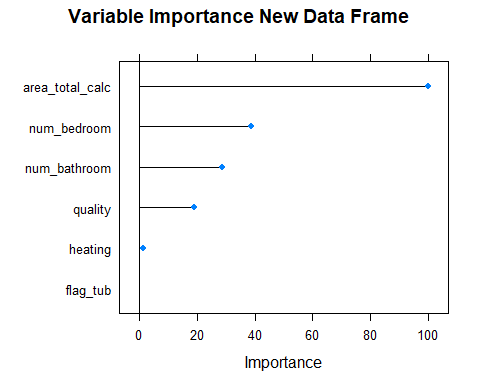 Variable Importance New Data Frame
area_total_calc
num_bedroom
num_bathroom
quality
heating
flag_tub
0 20 40 60 80 100
Importance